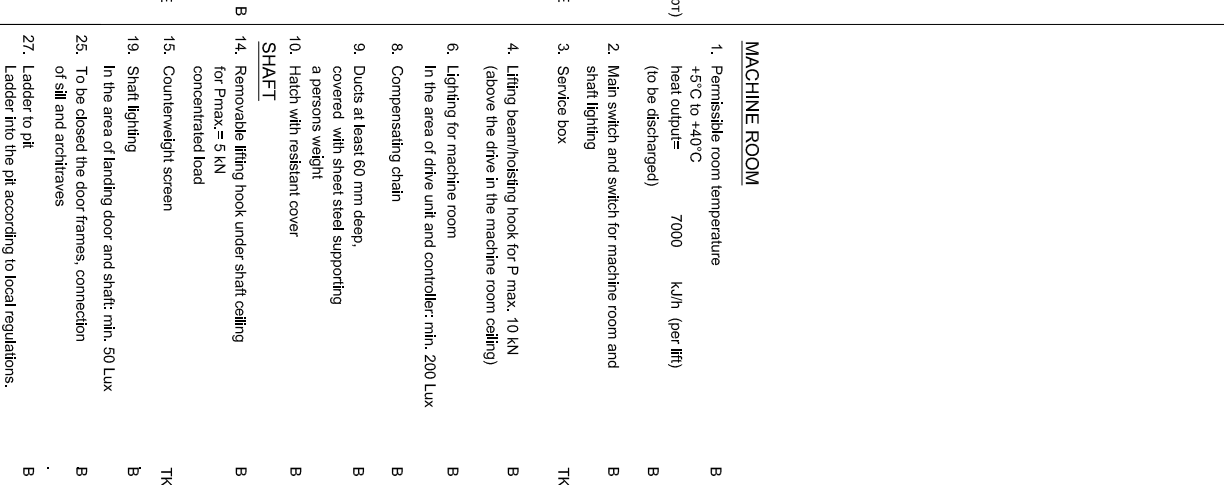 MACHINE ROOM
1. Permissible room temperature B
+5°C to +40°C
heat output= 7000 kJ/h (per lift)
(to be discharged) B
2. Main switch and switch for machine room and B
shaft lighting
3. Service box TK
4. Lifting beam/hoisting hook for P max. 10 kN B
(above the drive in the machine room ceiling)
6. Lighting for machine room B
In the area of drive unit and controller: min. 200 Lux
8. Compensating chain B
9. Ducts at least 60 mm deep, B
covered with sheet steel supporting
a persons weight
10. Hatch with resistant cover B
SHAFT
14. Removable lifting hook under shaft ceiling B
for Pmax.= 5 kN
concentrated load
15. Counterweight screen TK
19. Shaft lighting B
In the area of landing door and shaft: min. 50 Lux
25. To be closed the door frames, connection B
of sill and architraves
27. Ladder to pit B
Ladder into the pit according to local regulations.
B